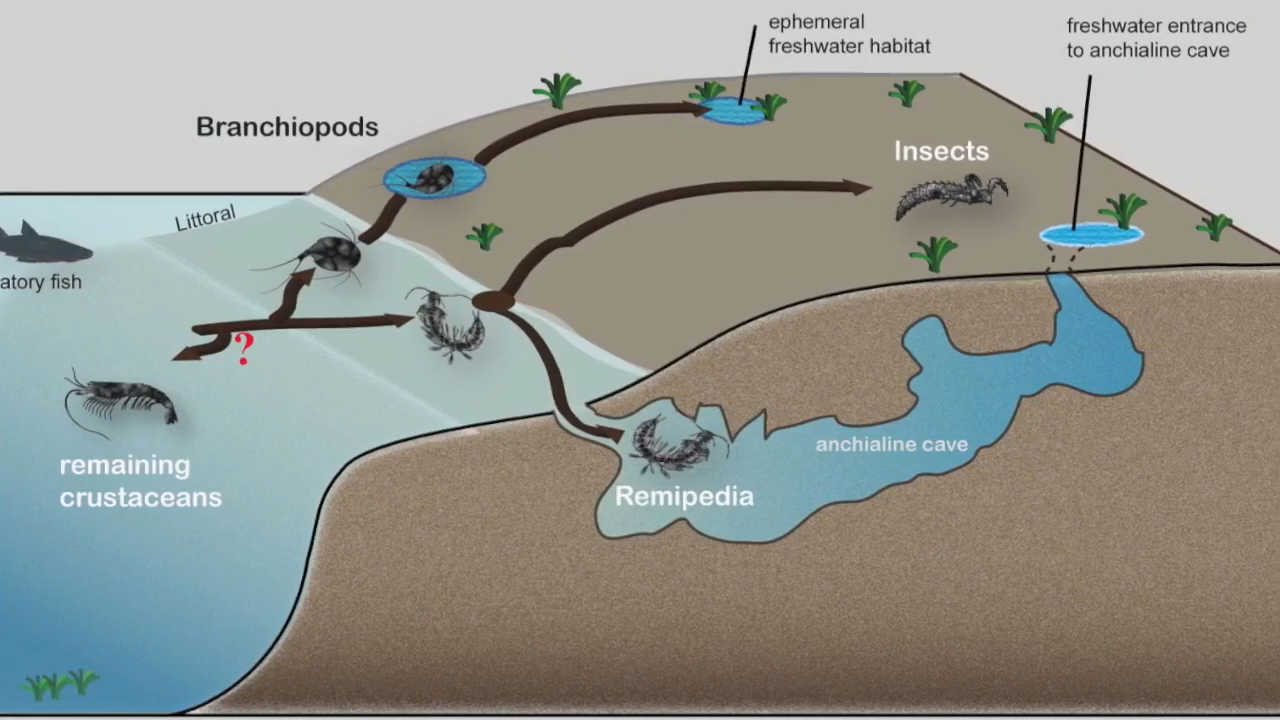 ephemeral
freshwater habitat
freshwater entrance
to anchialine cave
Branchiopods
Insects
Littoral
atory fish
?
anchialine cave
remaining
crustaceans
Remipedia